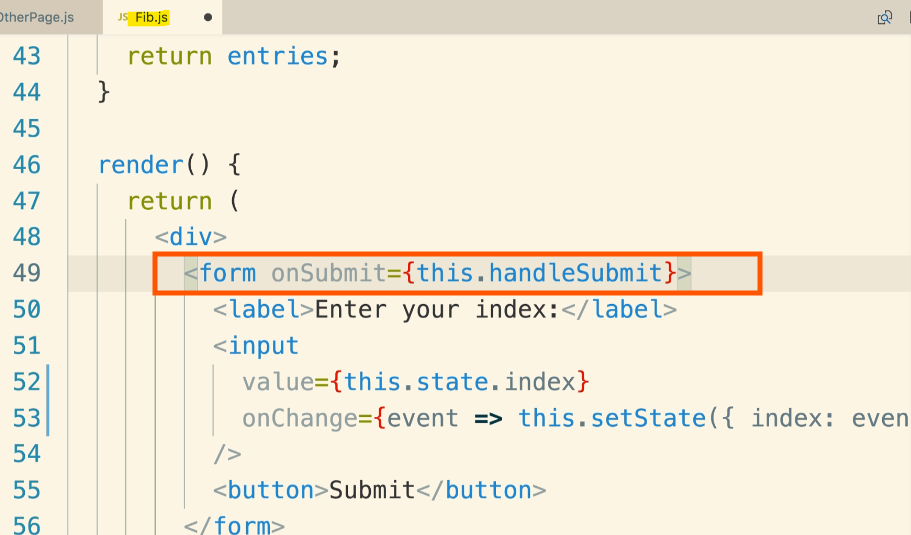 OtherPage.js
JS Fib.js
43 return entries;
44 }
45
46 render() {
47 return (
48 <div>
49 <form onSubmit={this.handleSubmit}>
50 <label>Enter your index:</label>
51 <input
52 value={this.state.index}
53 onChange={event => this.setState({ index: even
54 />
55 <button>Submit</button>
56 </form>